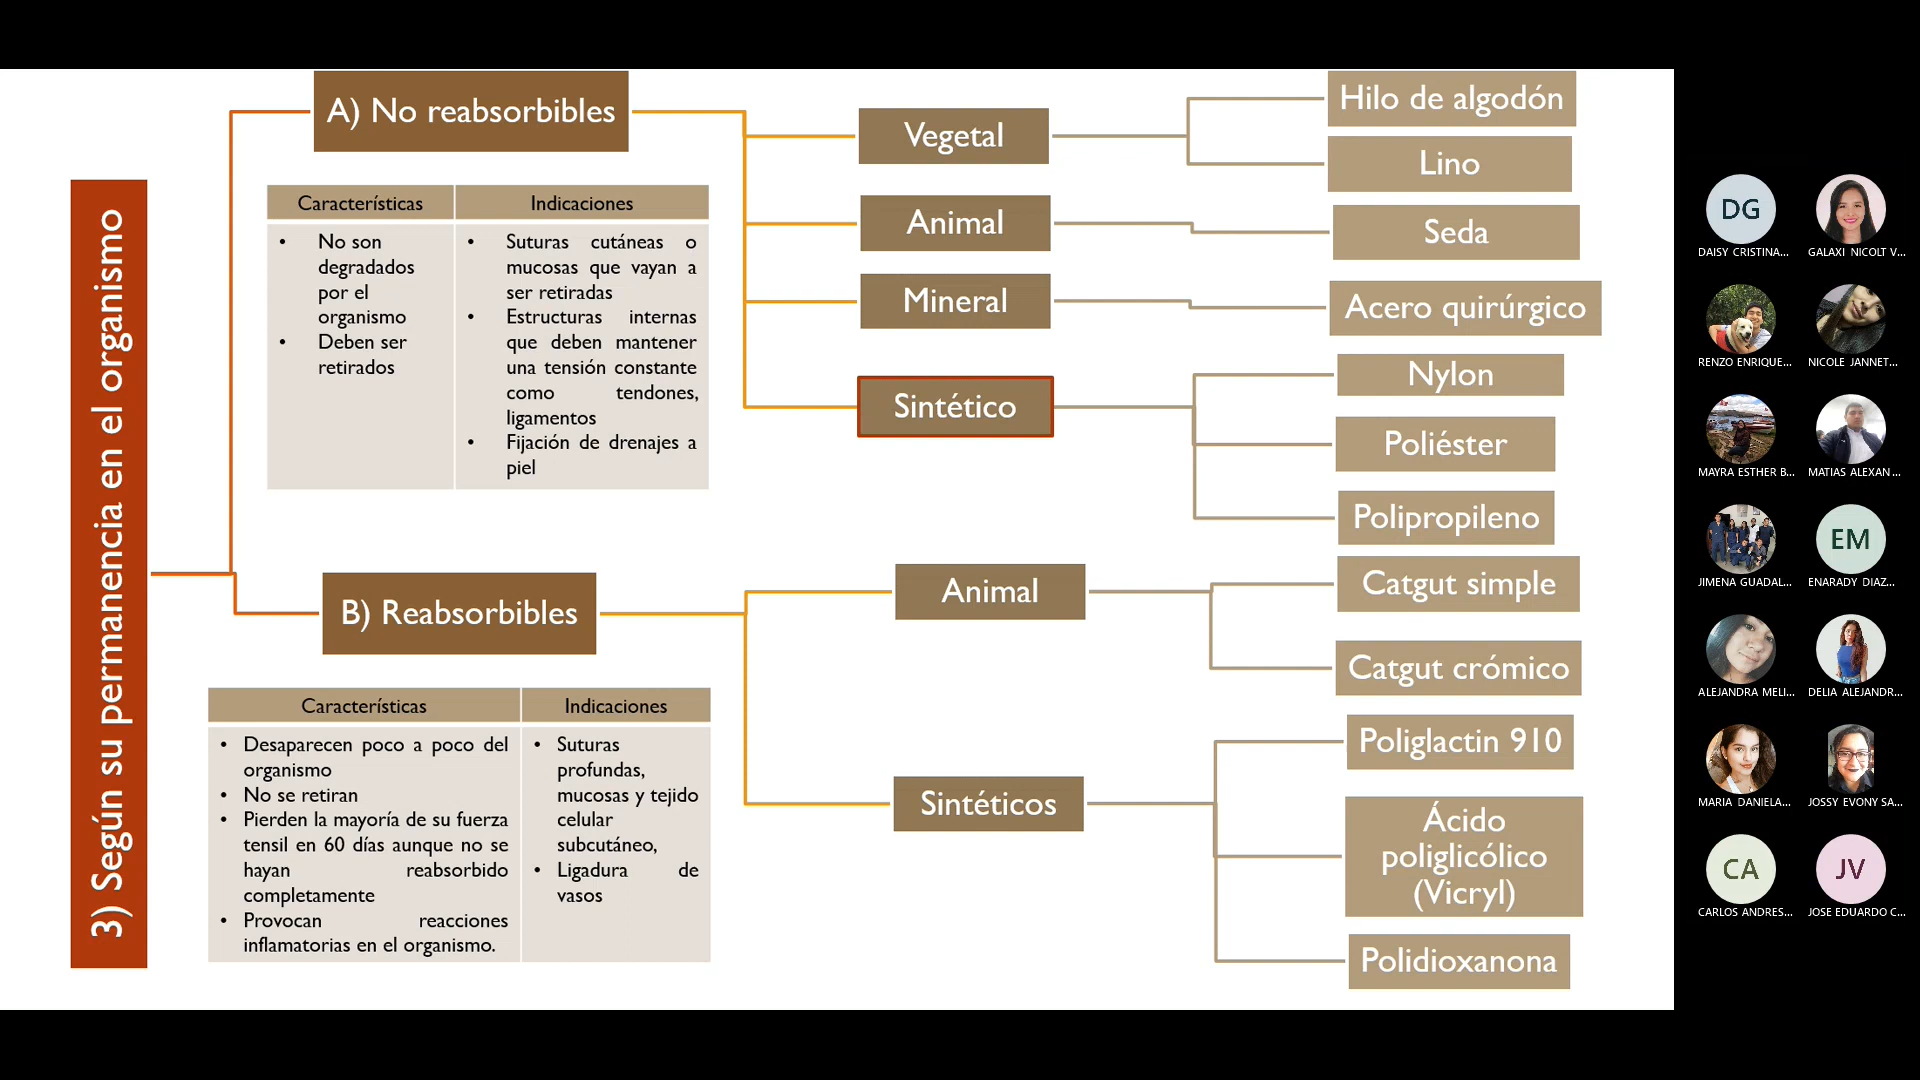 3) Según su permanencia en el organismo
A) No reabsorbibles
Características
Indicaciones
• No son
degradados
por el
organismo
• Deben ser
retirados
• Suturas cutáneas o
mucosas que vayan a
ser retiradas
• Estructuras internas
que deben mantener
una tensión constante
como tendones,
ligamentos
• Fijación de drenajes a
piel
Vegetal
Hilo de algodón
Lino
Animal
Seda
Mineral
Acero quirúrgico
Sintético
Nylon
Poliéster
Polipropileno
B) Reabsorbibles
Características
Indicaciones
• Desaparecen poco a poco del
organismo
• No se retiran
• Pierden la mayoría de su fuerza
tensil en 60 días aunque no se
hayan reabsorbido
completamente
• Provocan reacciones
inflamatorias en el organismo.
• Suturas
profundas,
mucosas y tejido
celular
subcutáneo,
• Ligadura de
vasos
Animal
Catgut simple
Catgut crómico
Sintéticos
Poliglactin 910
Ácido
poliglicólico
(Vicryl)
Polidioxanona
DG
DAISY CRISTINA...
GALAXI NICOLT V...
RENZO ENRIQUE...
NICOLE JANNET...
MAYRA ESTHER B...
MATIAS ALEXAN...
JIMENA GUADAL...
EM
ENARADY DIAZ...
ALEJANDRA MELI...
DELIA ALEJANDR...
MARIA DANIELA...
JOSSY EVONY SA...
CA
CARLOS ANDRES...
JV
JOSE EDUARDO C...